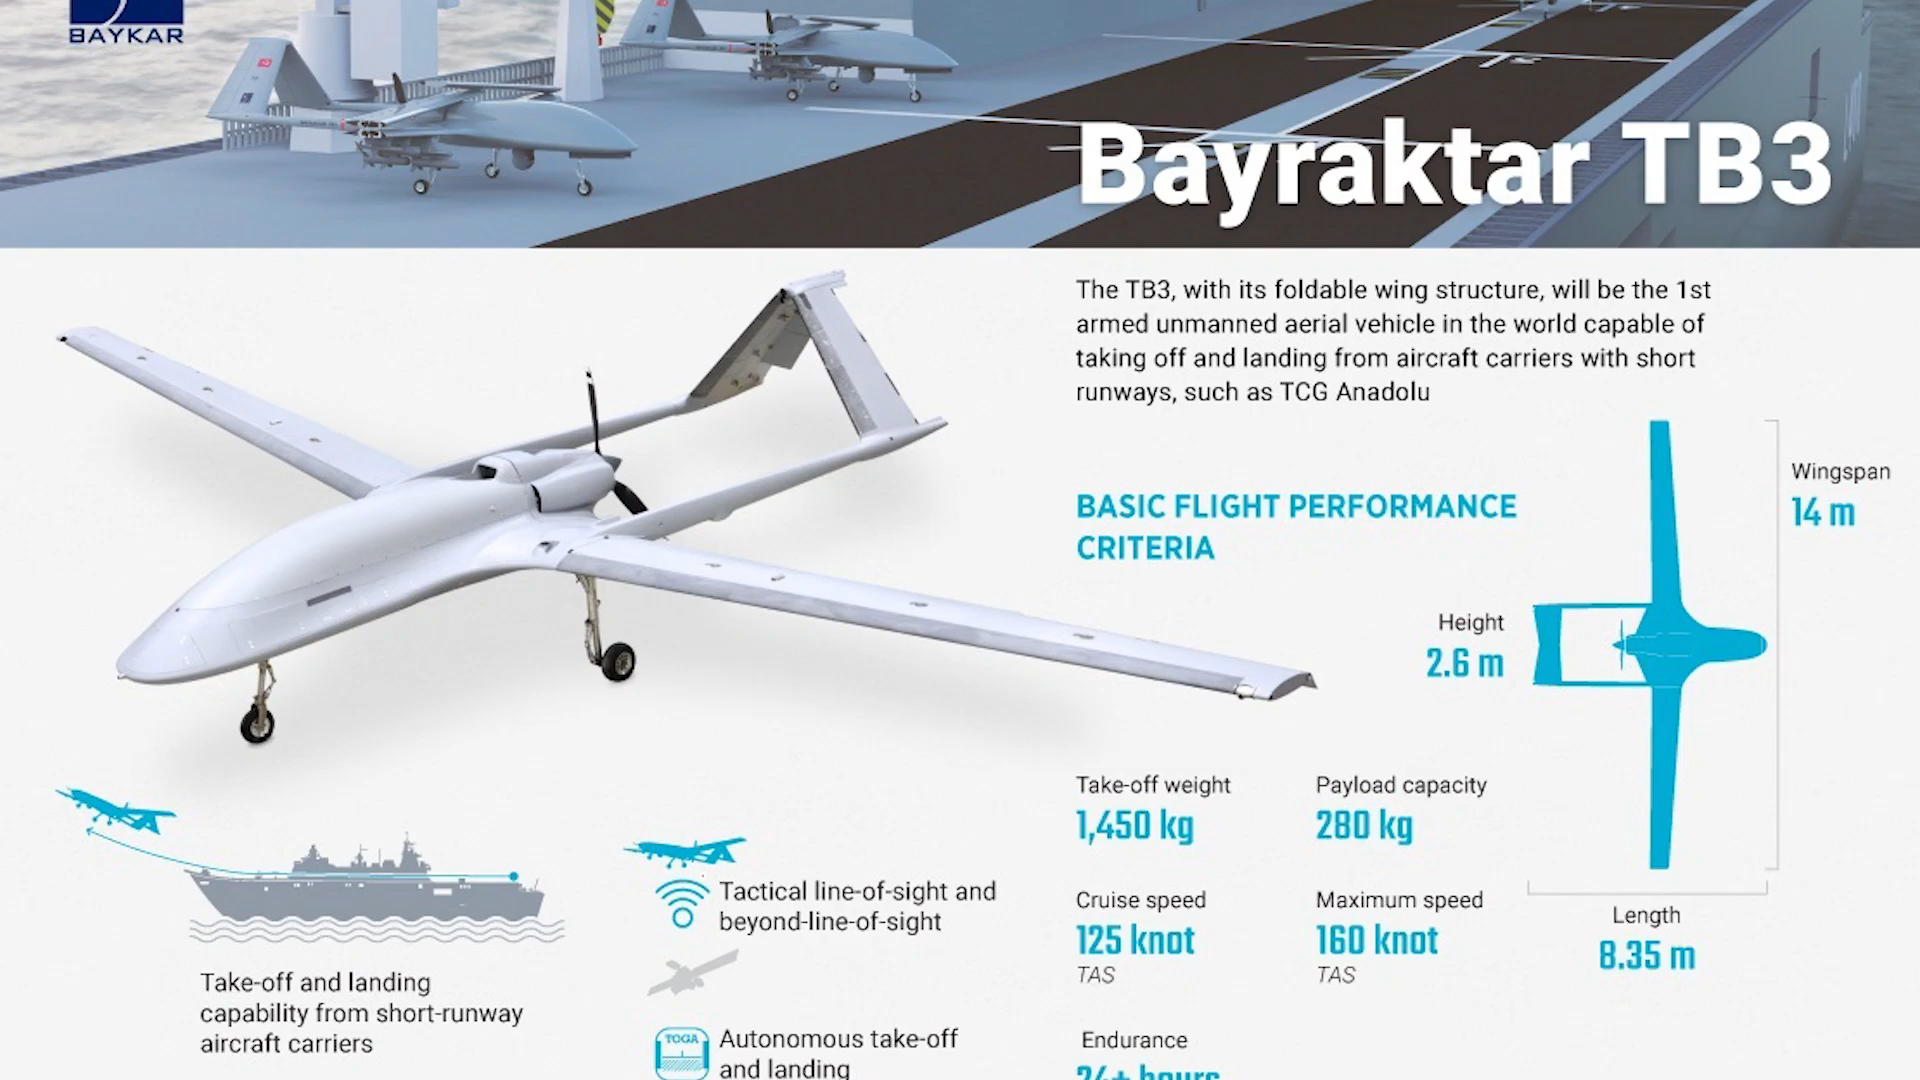 BAYKAR
Bayraktar TB3
The TB3, with its foldable wing structure, will be the 1st
armed unmanned aerial vehicle in the world capable of
taking off and landing from aircraft carriers with short
runways, such as TCG Anadolu
BASIC FLIGHT PERFORMANCE
CRITERIA
Wingspan
14 m
Height
2.6 m
Length
8.35 m
Take-off weight
1,450 kg
Payload capacity
280 kg
Cruise speed
125 knot
TAS
Maximum speed
160 knot
TAS
Endurance
24+ hours
Take-off and landing
capability from short-runway
aircraft carriers
Tactical line-of-sight and
beyond-line-of-sight
TOGA
Autonomous take-off
and landing